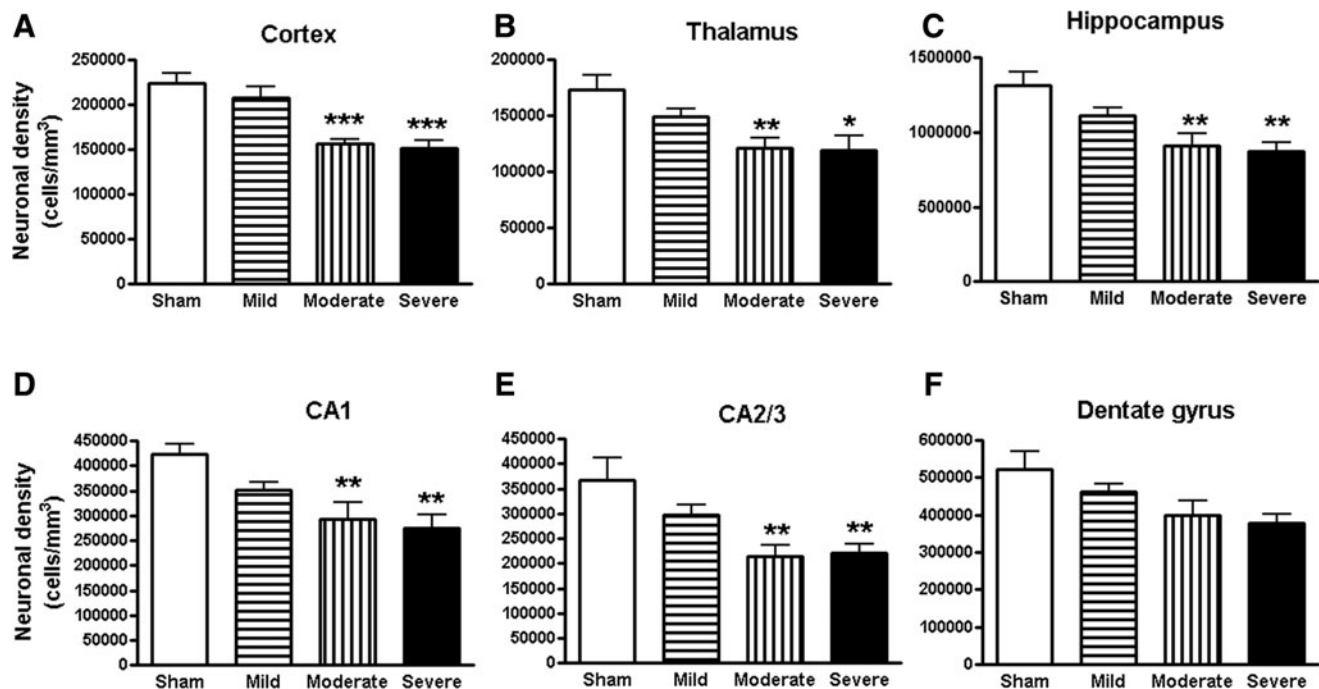 A
Cortex
Neuronal density
(cells/mm³)
250000
200000
150000
100000
50000
0
***
***
Sham Mild Moderate Severe
B
Thalamus
200000
150000
100000
50000
0
**
*
Sham Mild Moderate Severe
C
Hippocampus
1500000
1000000
500000
0
**
**
Sham Mild Moderate Severe
D
CA1
Neuronal density
(cells/mm³)
450000
400000
350000
300000
250000
200000
150000
100000
50000
0
**
**
Sham Mild Moderate Severe
E
CA2/3
450000
400000
350000
300000
250000
200000
150000
100000
50000
0
**
**
Sham Mild Moderate Severe
F
Dentate gyrus
600000
500000
400000
300000
200000
100000
0
Sham Mild Moderate Severe